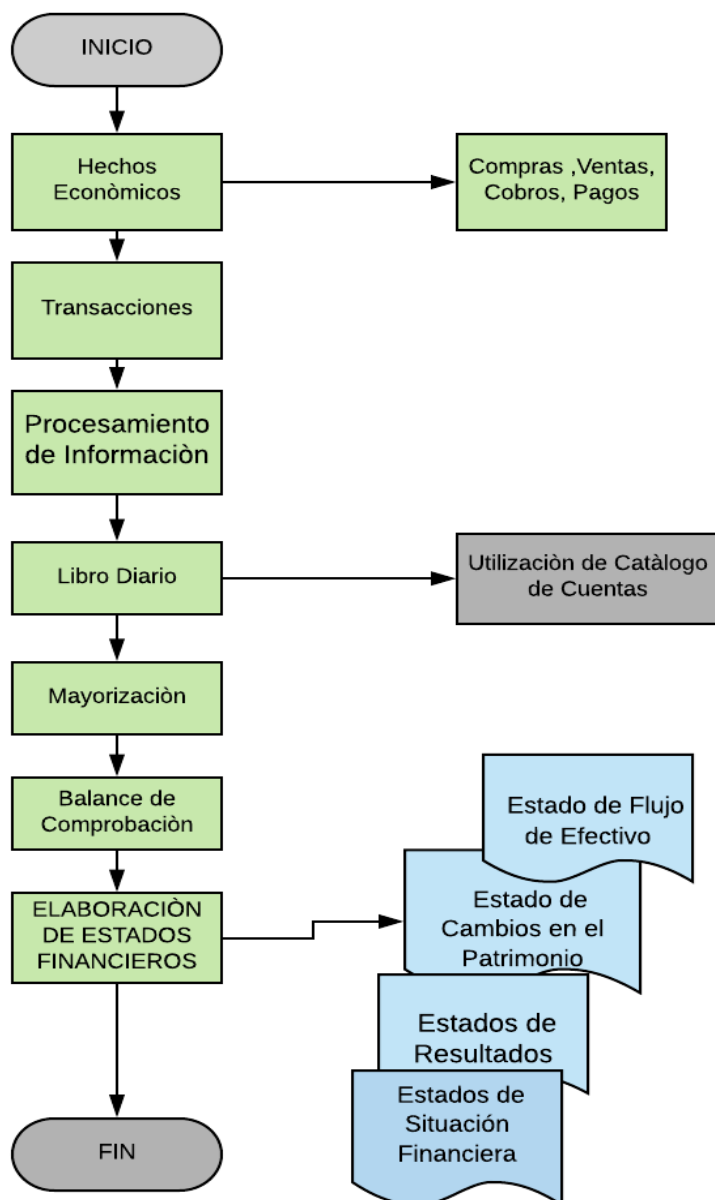 INICIO
Hechos
Econòmicos
Compras ,Ventas,
Cobros, Pagos
Transacciones
Procesamiento
de Informaciòn
Libro Diario
Utilizaciòn de Catàlogo
de Cuentas
Mayorizaciòn
Balance de
Comprobaciòn
ELABORACIÒN
DE ESTADOS
FINANCIEROS
Estado de Flujo
de Efectivo
Estado de
Cambios en el
Patrimonio
Estados de
Resultados
Estados de
Situación
Financiera
FIN